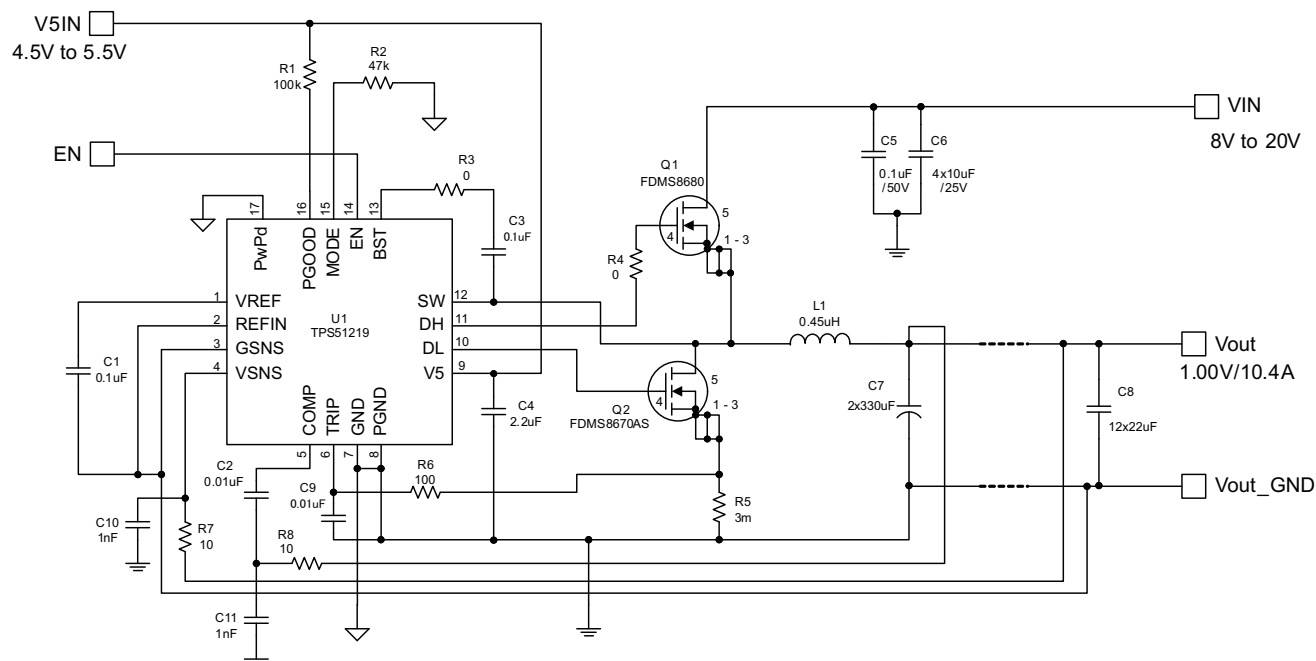 V5IN
4.5V to 5.5V
R1
100k
R2
47k
EN
R3
0
C3
0.1uF
Q1
FDMS8680
5
4
1 - 3
C5
0.1uF
/50V
C6
4x10uF
/25V
VIN
8V to 20V
17
16
15
14
13
PwPd
PGOOD
MODE
EN
BST
R4
0
1
VREF
2
REFIN
3
GSNS
4
VSNS
U1
TPS51219
SW
12
DH
11
DL
10
V5
9
COMP
TRIP
GND
PGND
5
6
7
8
C1
0.1uF
L1
0.45uH
Vout
1.00V/10.4A
5
4
1 - 3
Q2
FDMS8670AS
C4
2.2uF
C7
2x330uF
C8
12x22uF
C2
0.01uF
C9
0.01uF
R6
100
R5
3m
Vout_GND
C10
1nF
R7
10
R8
10
C11
1nF